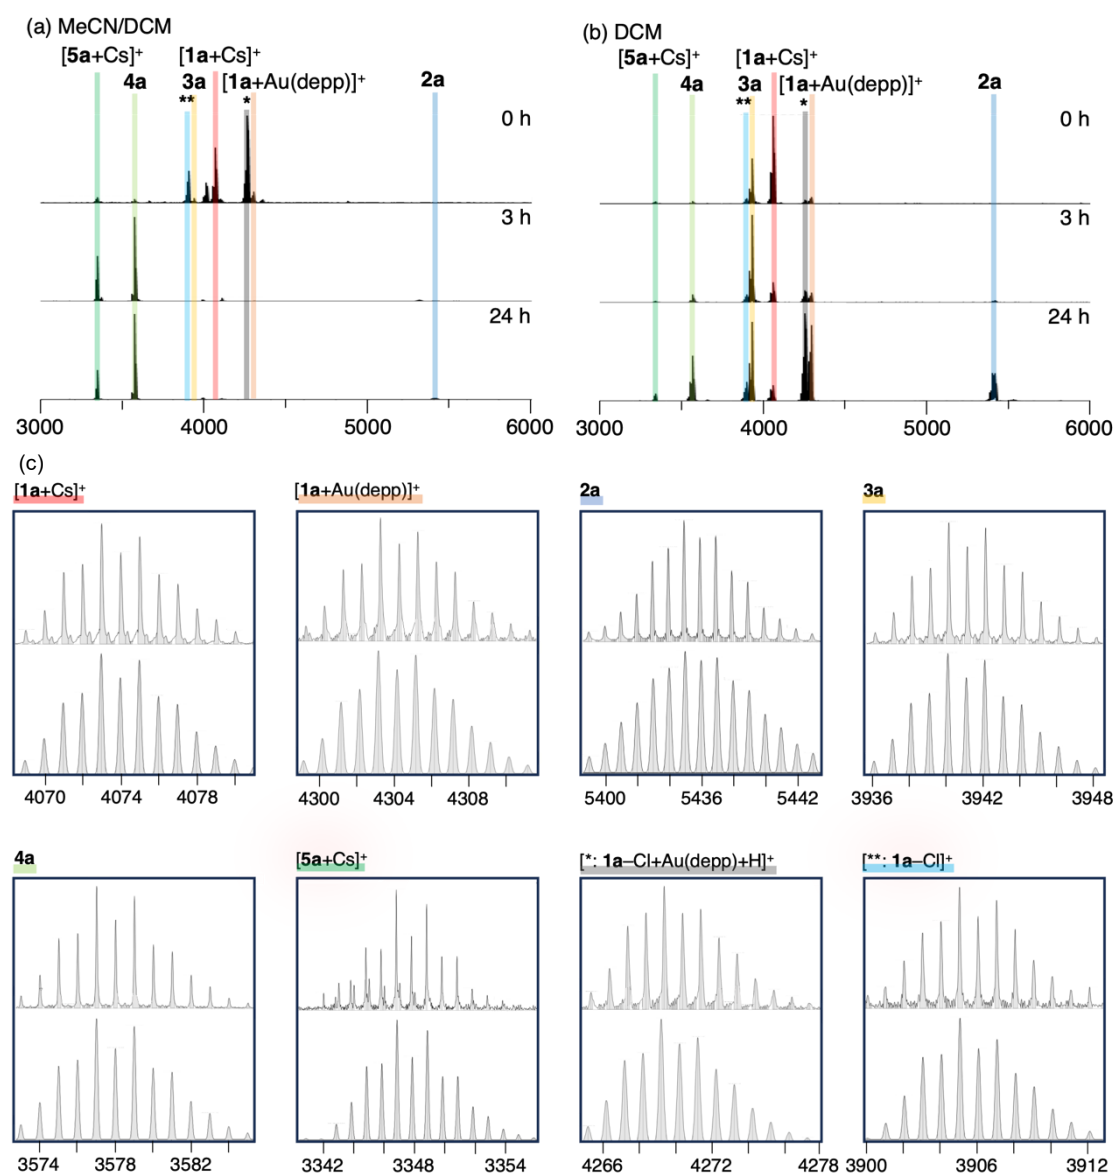 (a) MeCN/DCM
[5a+Cs]+ [1a+Cs]+
4a 3a [1a+Au(depp)]+ 2a
** *
0 h
3 h
24 h
3000 4000 5000 6000
(b) DCM
[5a+Cs]+ [1a+Cs]+
4a 3a [1a+Au(depp)]+ 2a
** *
0 h
3 h
24 h
3000 4000 5000 6000
(c)
[1a+Cs]+ [1a+Au(depp)]+ 2a 3a
4070 4074 4078 4300 4304 4308 5400 5436 5442 3936 3942 3948
4a [5a+Cs]+ [*: 1a–Cl+Au(depp)+H]+ [**: 1a–Cl]+
3574 3578 3582 3342 3348 3354 4266 4272 4278 3900 3906 3912